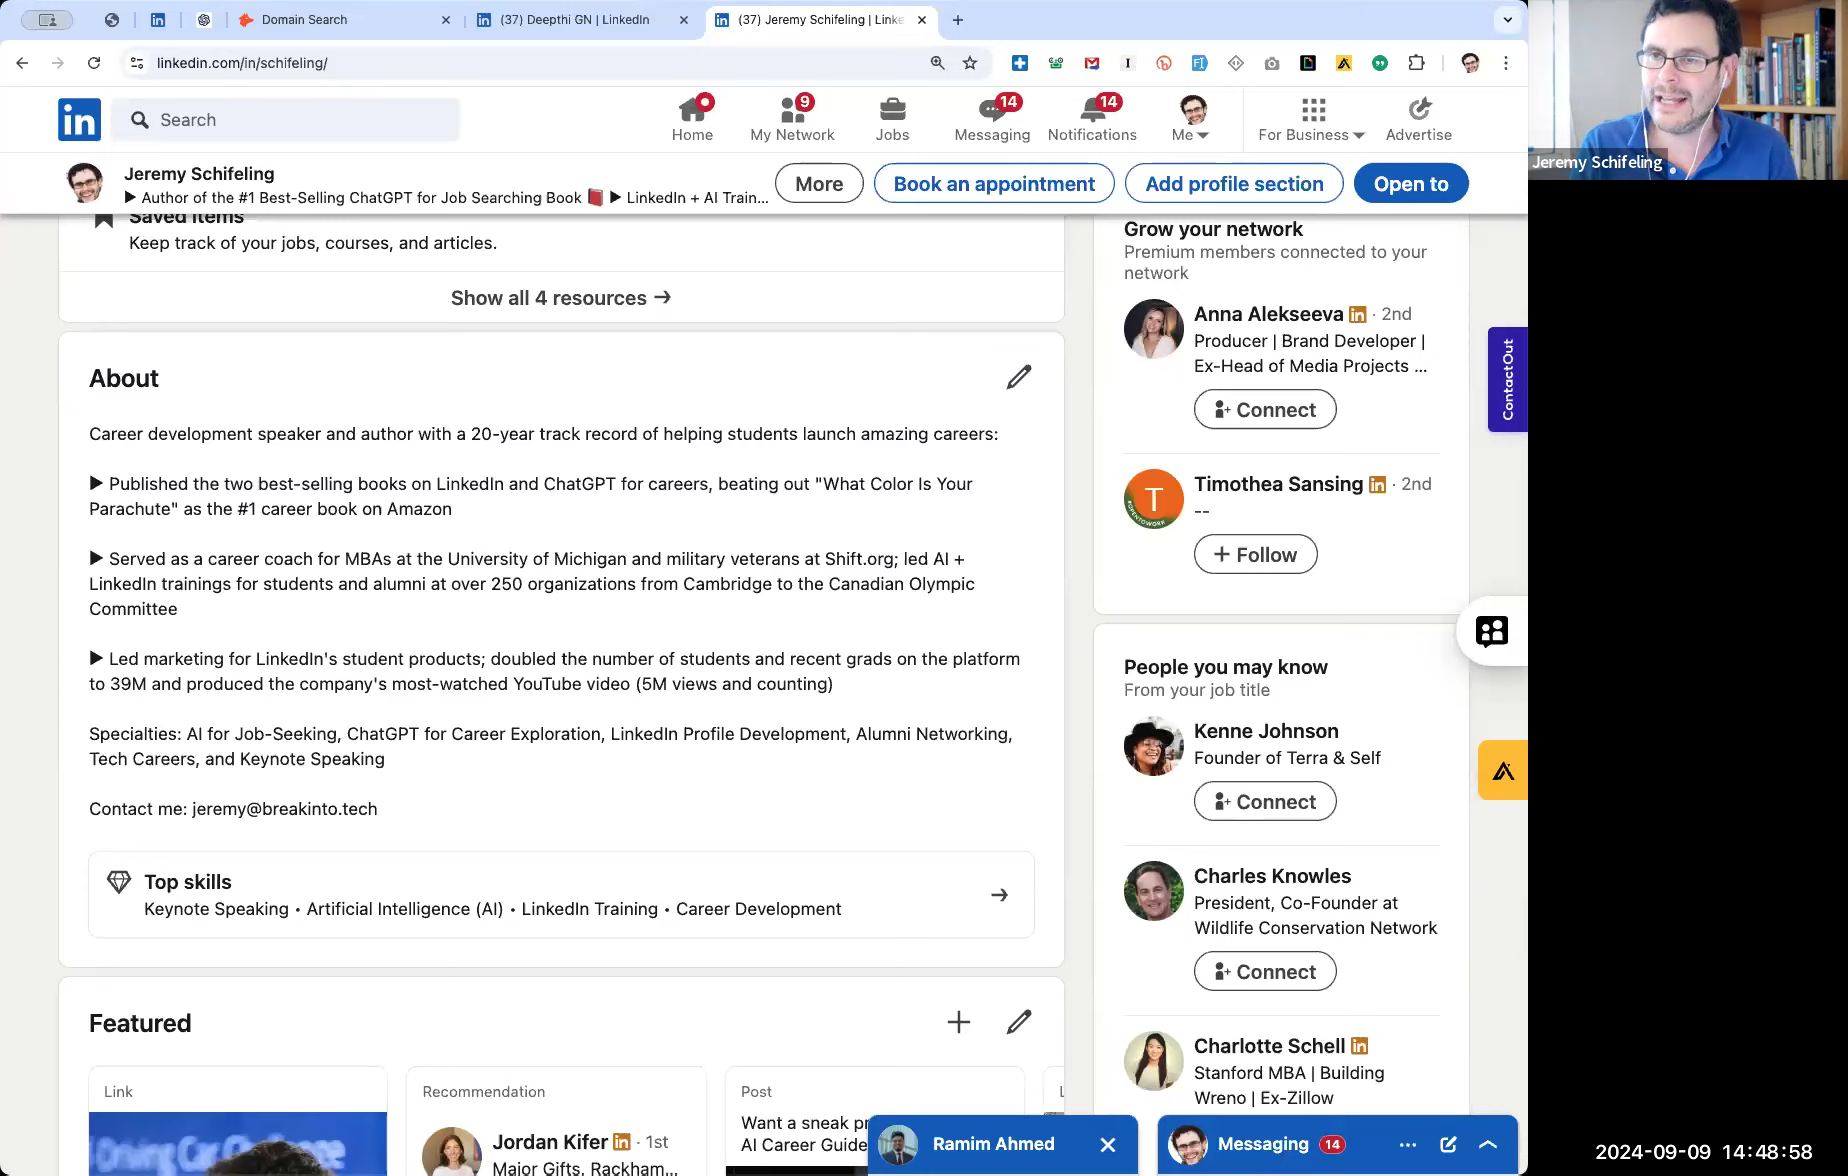 Domain Search
(37) Deepthi GN | LinkedIn
(37) Jeremy Schifeling | Linke
linkedin.com/in/schifeling/
in
Search
Home
9
My Network
Jobs
14
Messaging
14
Notifications
Me
For Business
Advertise
Jeremy Schifeling
▶ Author of the #1 Best-Selling ChatGPT for Job Searching Book 📕 ▶ LinkedIn + AI Train...
More
Book an appointment
Add profile section
Open to
Saved items
Keep track of your jobs, courses, and articles.
Show all 4 resources →
About
Career development speaker and author with a 20-year track record of helping students launch amazing careers:
▶ Published the two best-selling books on LinkedIn and ChatGPT for careers, beating out "What Color Is Your
Parachute" as the #1 career book on Amazon
▶ Served as a career coach for MBAs at the University of Michigan and military veterans at Shift.org; led AI +
LinkedIn trainings for students and alumni at over 250 organizations from Cambridge to the Canadian Olympic
Committee
▶ Led marketing for LinkedIn's student products; doubled the number of students and recent grads on the platform
to 39M and produced the company's most-watched YouTube video (5M views and counting)
Specialties: AI for Job-Seeking, ChatGPT for Career Exploration, LinkedIn Profile Development, Alumni Networking,
Tech Careers, and Keynote Speaking
Contact me: jeremy@breakinto.tech
Top skills
Keynote Speaking • Artificial Intelligence (AI) • LinkedIn Training • Career Development
Featured
Link
Driving Car Challenge
Recommendation
Jordan Kifer in · 1st
Major Gifts, Rackham...
Post
Want a sneak pr
AI Career Guide
Grow your network
Premium members connected to your
network
Anna Alekseeva in · 2nd
Producer | Brand Developer |
Ex-Head of Media Projects ...
Connect
T
#OPENTOWORK
Timothea Sansing in · 2nd
--
+ Follow
People you may know
From your job title
Kenne Johnson
Founder of Terra & Self
Connect
Charles Knowles
President, Co-Founder at
Wildlife Conservation Network
Connect
Charlotte Schell in
Stanford MBA | Building
Wreno | Ex-Zillow
ContactOut
Ramim Ahmed
Messaging 14
Jeremy Schifeling
2024-09-09 14:48:58